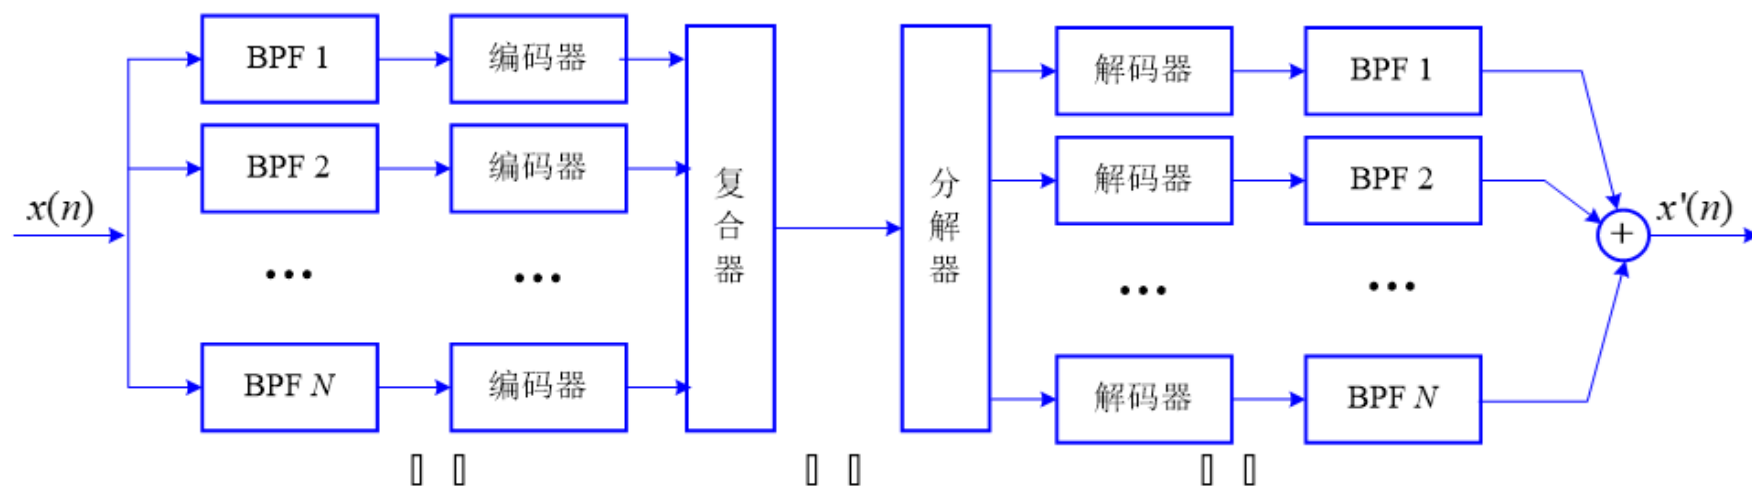 BPF 1 编码器
BPF 2 编码器
x(n)
... ...
BPF N 编码器
复合器
分解器
解码器 BPF 1
解码器 BPF 2
x'(n)
+
... ...
解码器 BPF N